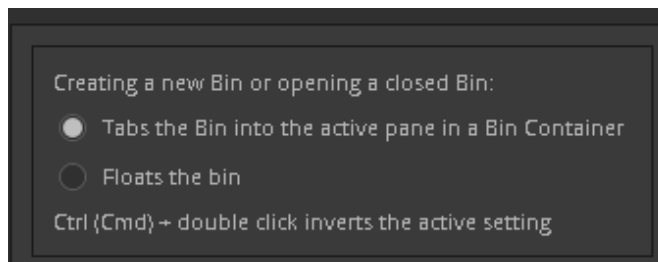 Creating a new Bin or opening a closed Bin:
Tabs the Bin into the active pane in a Bin Container
Floats the bin
Ctrl (Cmd) + double click inverts the active setting